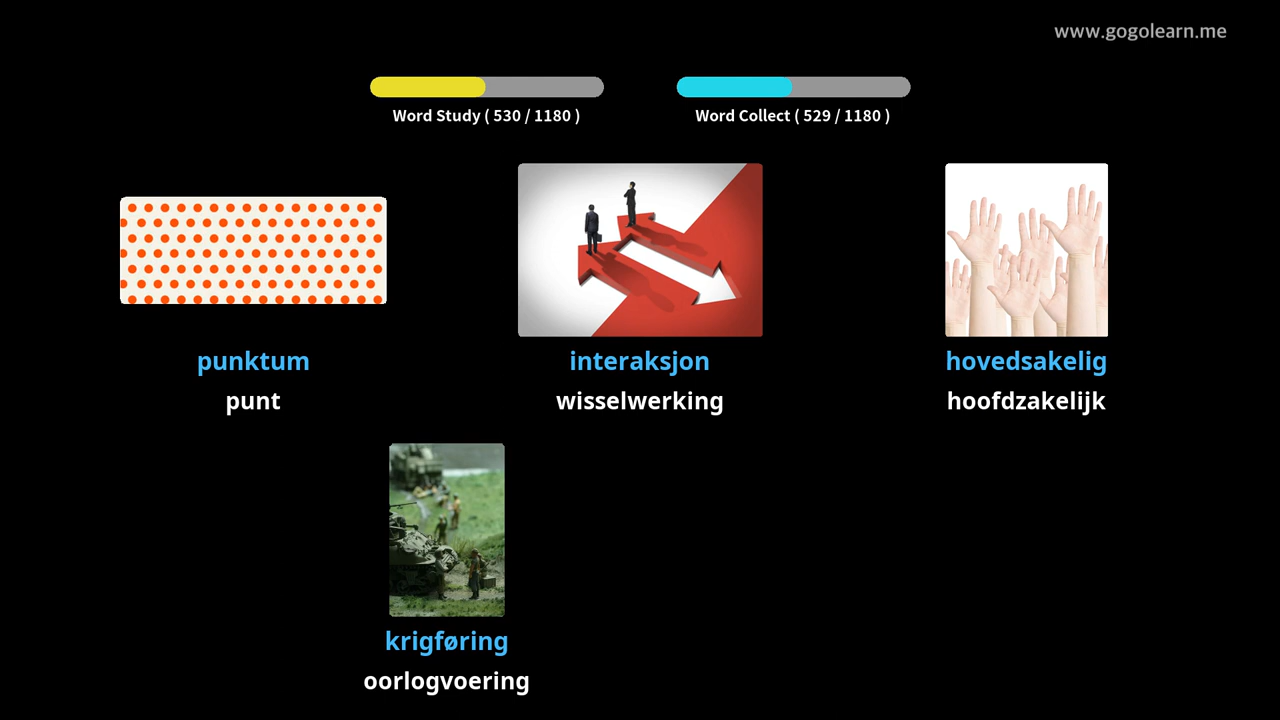 www.gogolearn.me
Word Study ( 530 / 1180 )
Word Collect ( 529 / 1180 )
punktum
punt
interaksjon
wisselwerking
hovedsakelig
hoofdzakelijk
krigføring
oorlogvoering